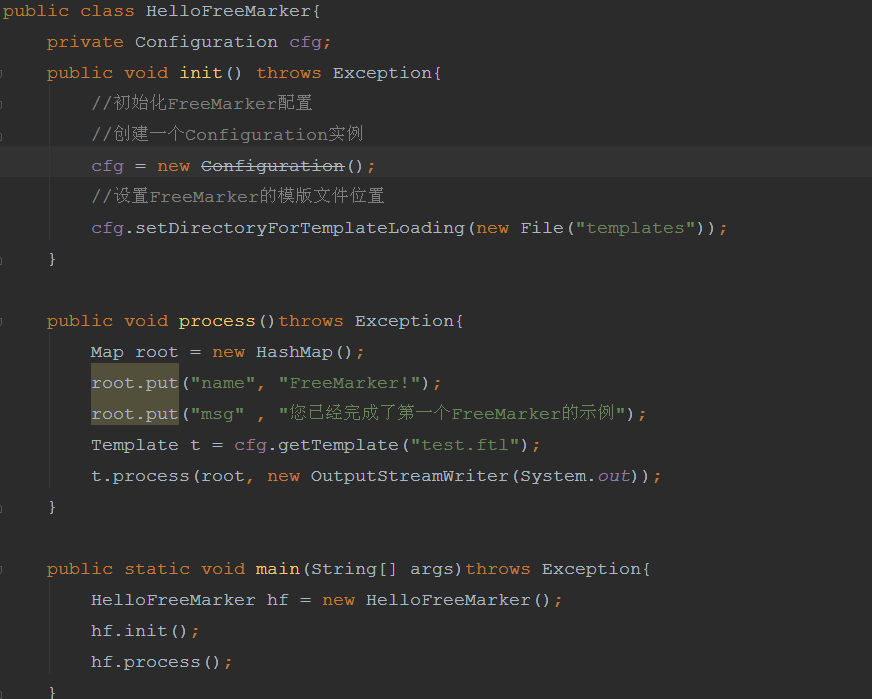 public class HelloFreeMarker{
    private Configuration cfg;
    public void init() throws Exception{
        //初始化FreeMarker配置
        //创建一个Configuration实例
        cfg = new Configuration();
        //设置FreeMarker的模版文件位置
        cfg.setDirectoryForTemplateLoading(new File("templates"));
    }
    public void process()throws Exception{
        Map root = new HashMap();
        root.put("name", "FreeMarker!");
        root.put("msg" , "您已经完成了第一个FreeMarker的示例");
        Template t = cfg.getTemplate("test.ftl");
        t.process(root, new OutputStreamWriter(System.out));
    }
    public static void main(String[] args)throws Exception{
        HelloFreeMarker hf = new HelloFreeMarker();
        hf.init();
        hf.process();
    }